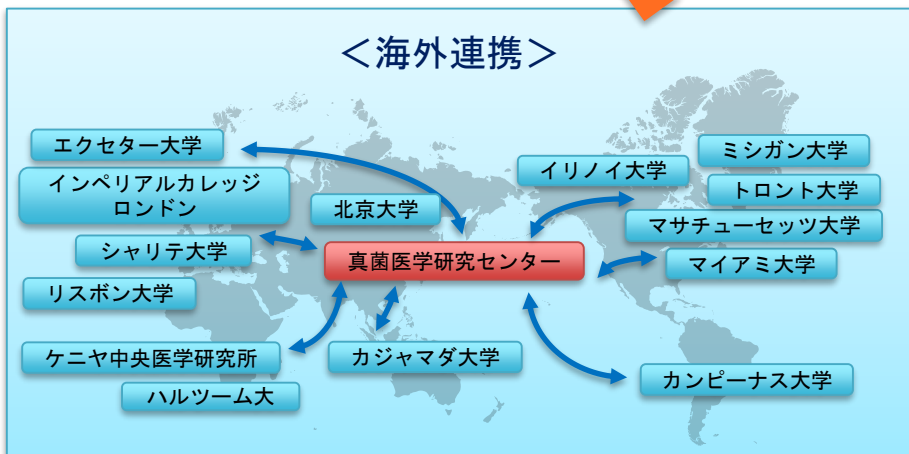 ＜海外連携＞
エクセター大学
インペリアルカレッジ
ロンドン
シャリテ大学
リスボン大学
ケニヤ中央医学研究所
ハルツーム大
北京大学
真菌医学研究センター
カジャマダ大学
イリノイ大学
ミシガン大学
トロント大学
マサチューセッツ大学
マイアミ大学
カンピーナス大学